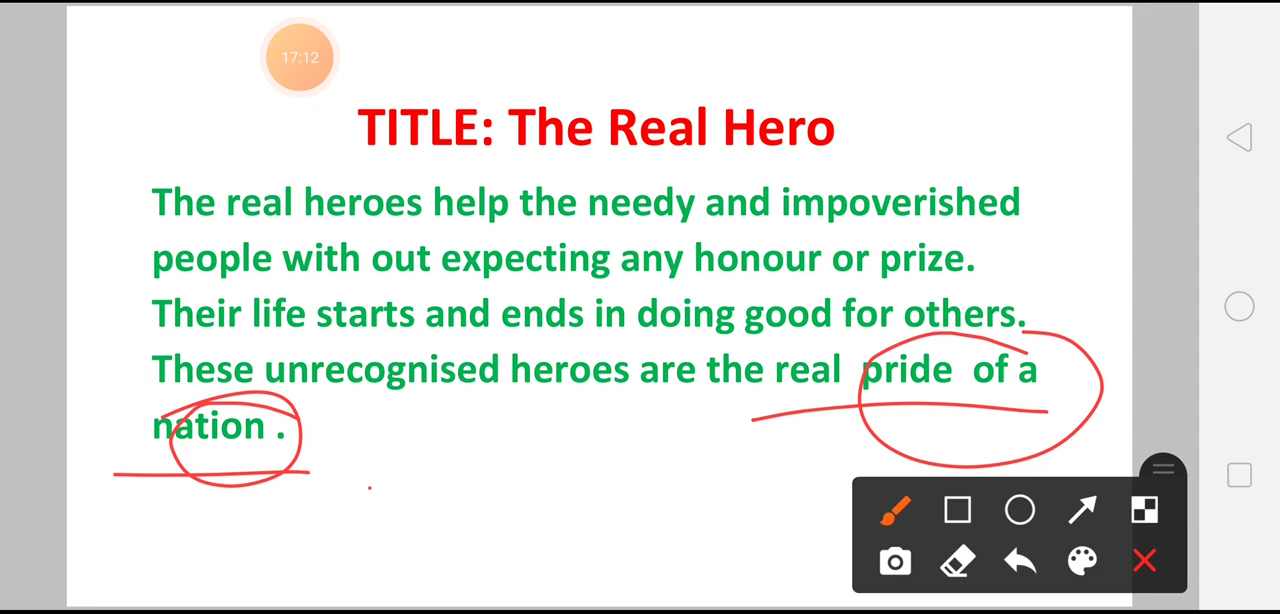 17:12
TITLE: The Real Hero
The real heroes help the needy and impoverished
people with out expecting any honour or prize.
Their life starts and ends in doing good for others.
These unrecognised heroes are the real pride of a
nation .